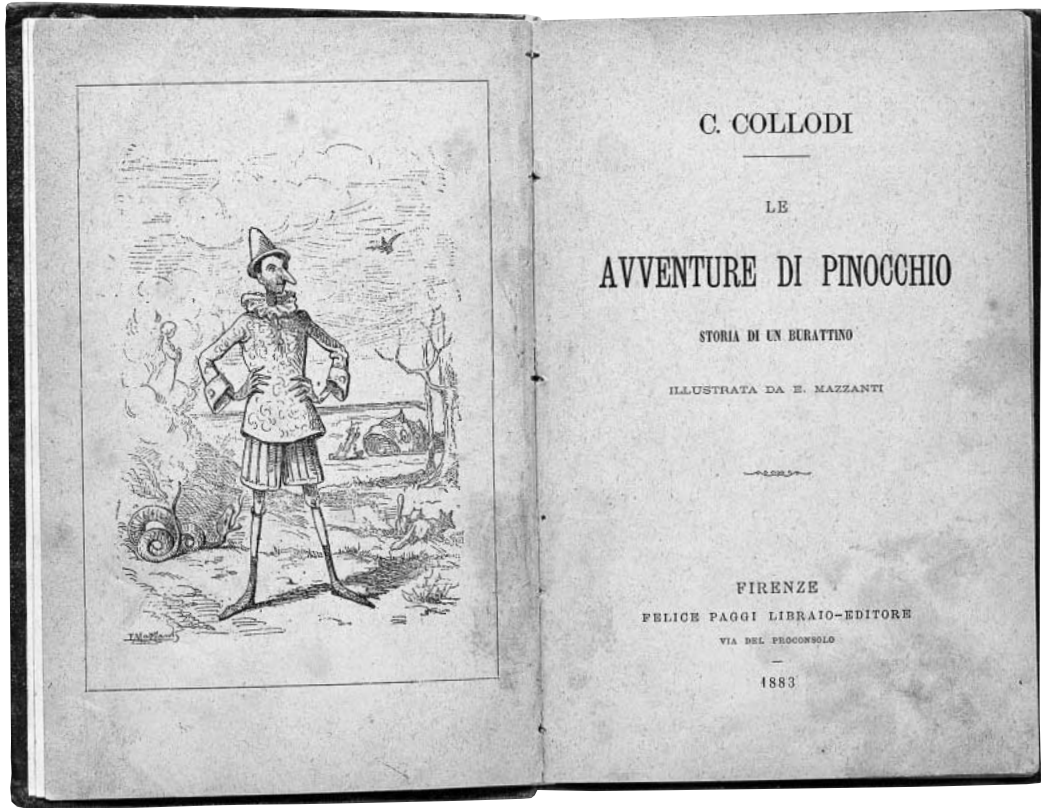 C. COLLODI
LE
AVVENTURE DI PINOCCHIO
STORIA DI UN BURATTINO
ILLUSTRATA DA E. MAZZANTI
FIRENZE
FELICE PAGGI LIBRAIO-EDITORE
VIA DEL PROCONSOLO
1883